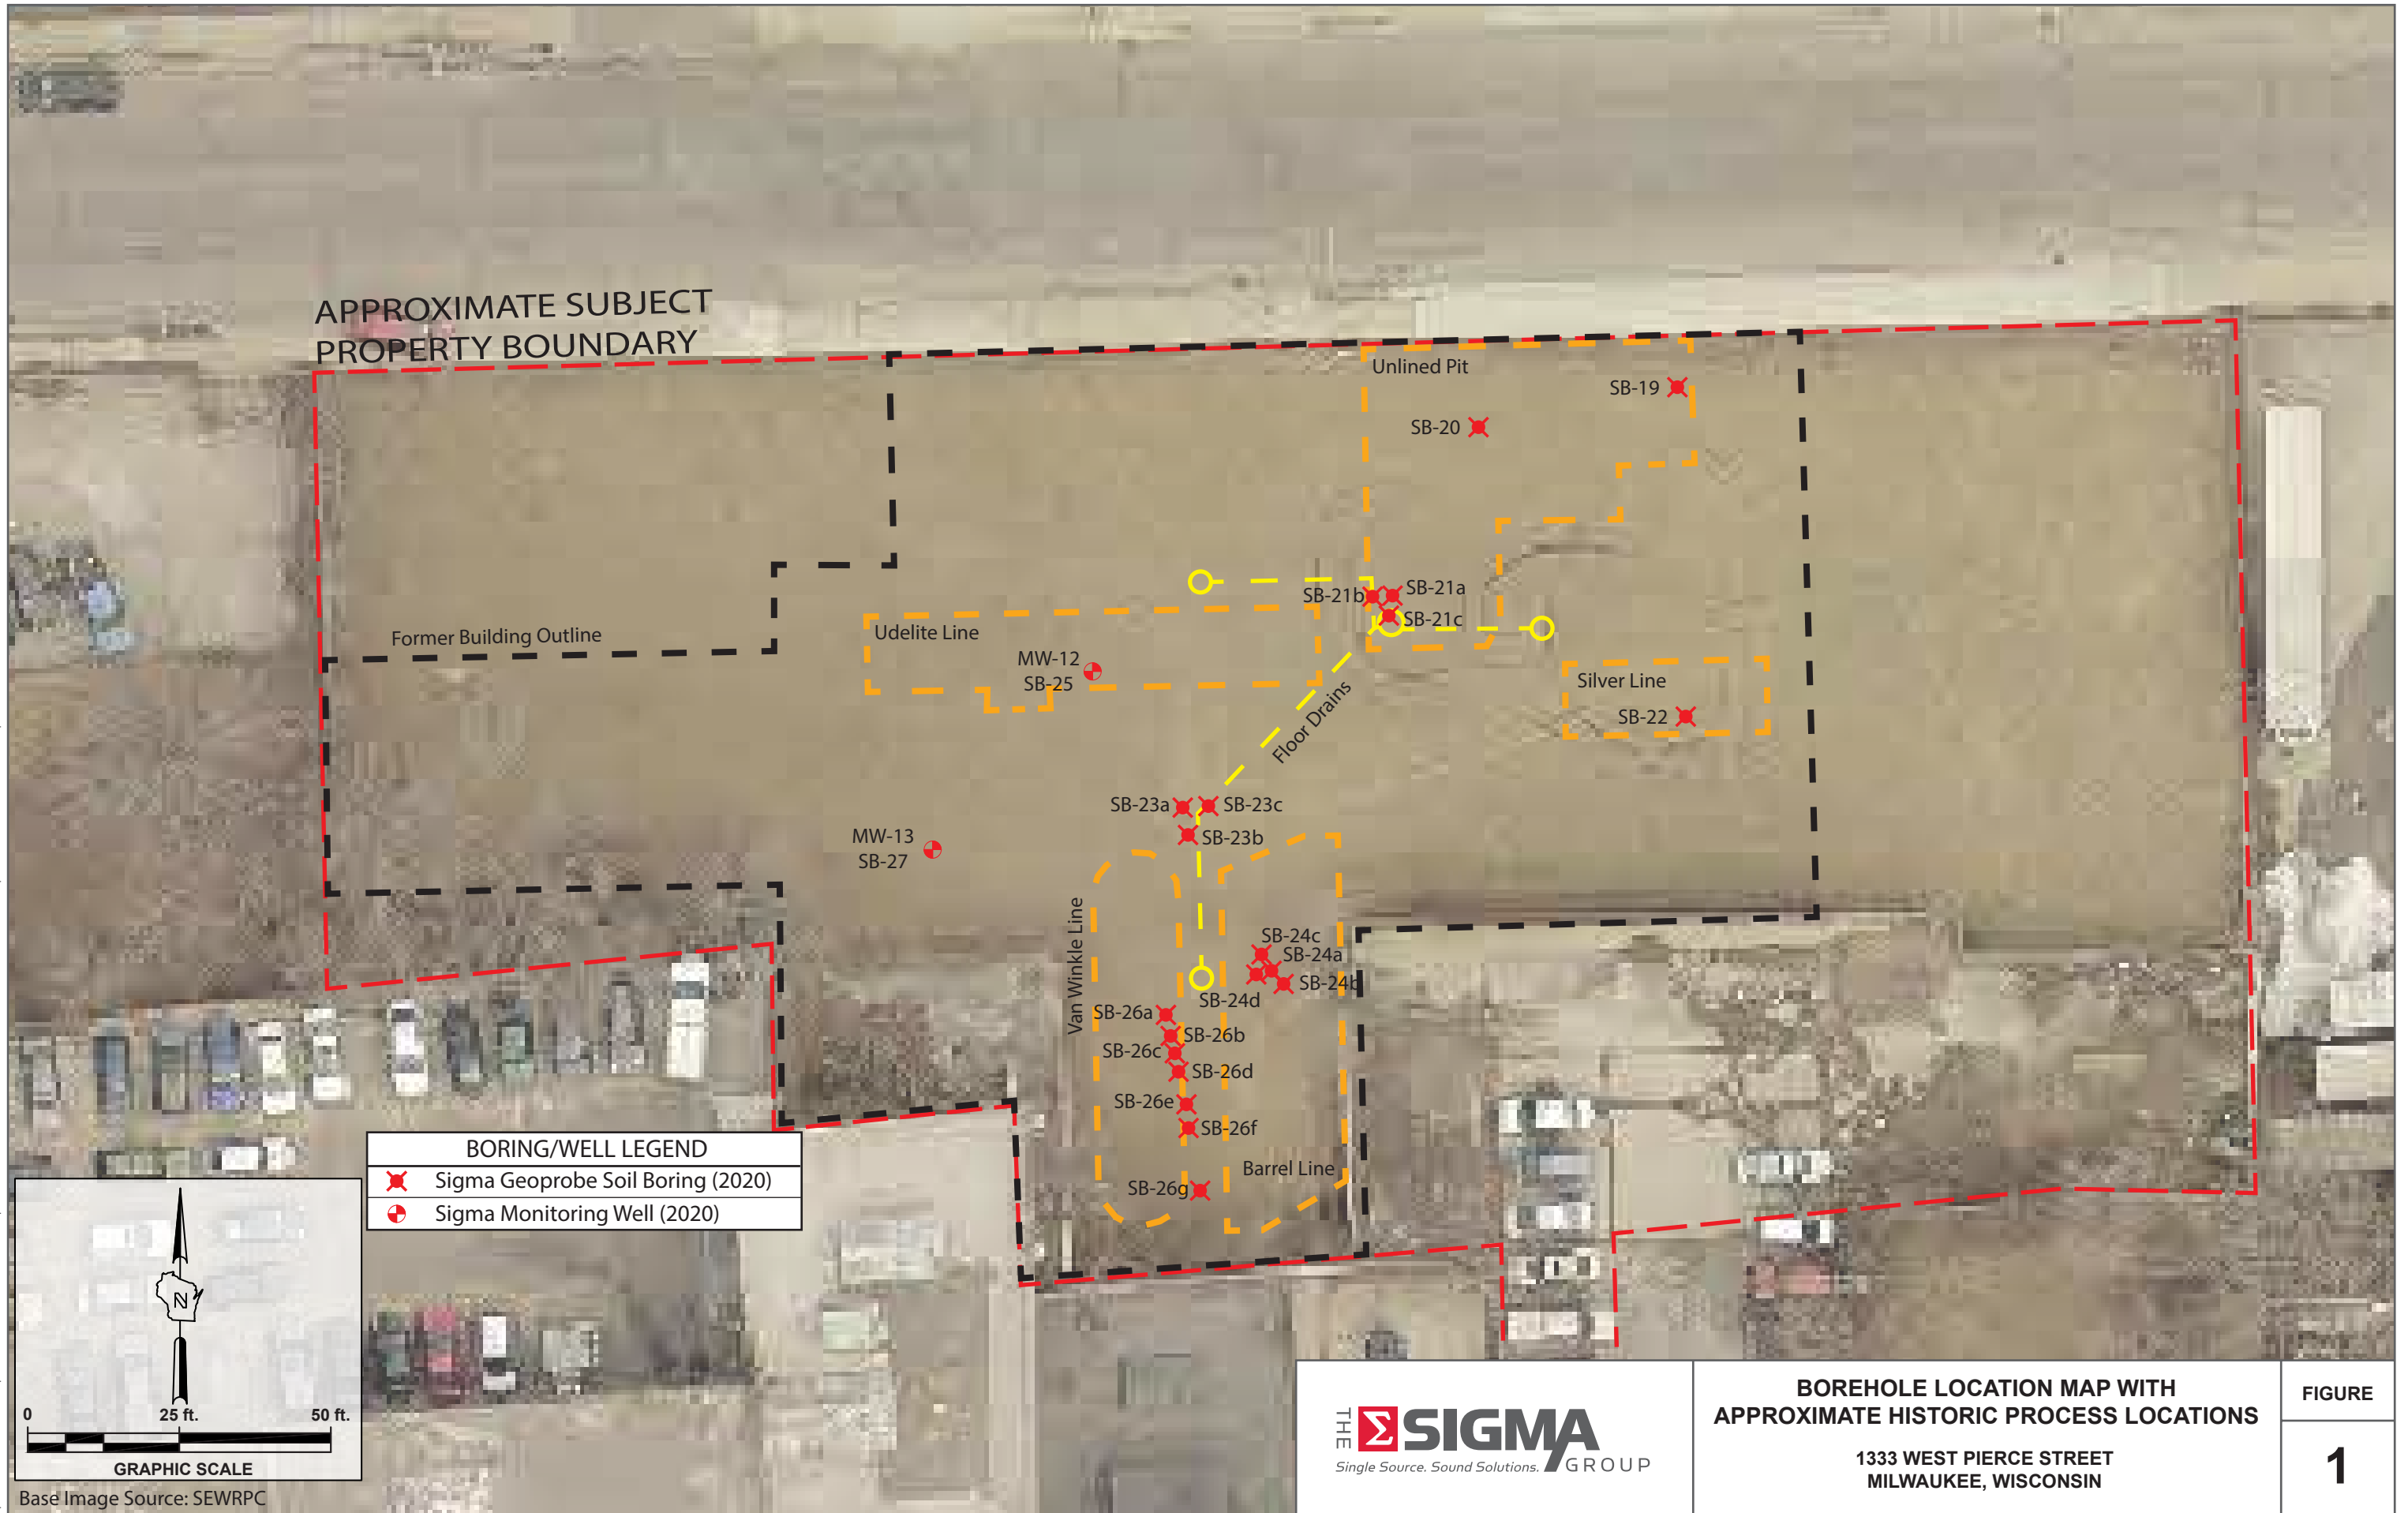 APPROXIMATE SUBJECT
PROPERTY BOUNDARY
Unlined Pit
SB-19
SB-20
Former Building Outline
SB-21b
SB-21a
SB-21c
Udelite Line
MW-12
SB-25
Silver Line
SB-22
Floor Drains
SB-23a
SB-23c
SB-23b
MW-13
SB-27
Van Winkle Line
SB-24c
SB-24a
SB-24b
SB-24d
SB-26a
SB-26b
SB-26c
SB-26d
SB-26e
SB-26f
Barrel Line
SB-26g
BORING/WELL LEGEND
Sigma Geoprobe Soil Boring (2020)
Sigma Monitoring Well (2020)
N
0 25 ft. 50 ft.
GRAPHIC SCALE
Base Image Source: SEWRPC
THE Σ SIGMA
GROUP
Single Source. Sound Solutions.
BOREHOLE LOCATION MAP WITH
APPROXIMATE HISTORIC PROCESS LOCATIONS
1333 WEST PIERCE STREET
MILWAUKEE, WISCONSIN
FIGURE
1